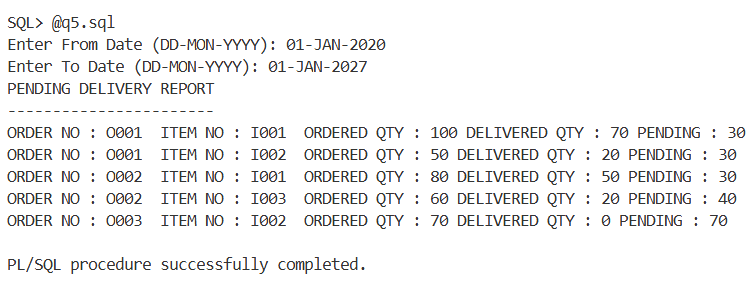 SQL> @q5.sql
Enter From Date (DD-MON-YYYY): 01-JAN-2020
Enter To Date (DD-MON-YYYY): 01-JAN-2027
PENDING DELIVERY REPORT
-----------------------
ORDER NO : O001  ITEM NO : I001  ORDERED QTY : 100 DELIVERED QTY : 70 PENDING : 30
ORDER NO : O001  ITEM NO : I002  ORDERED QTY : 50 DELIVERED QTY : 20 PENDING : 30
ORDER NO : O002  ITEM NO : I001  ORDERED QTY : 80 DELIVERED QTY : 50 PENDING : 30
ORDER NO : O002  ITEM NO : I003  ORDERED QTY : 60 DELIVERED QTY : 20 PENDING : 40
ORDER NO : O003  ITEM NO : I002  ORDERED QTY : 70 DELIVERED QTY : 0 PENDING : 70
PL/SQL procedure successfully completed.